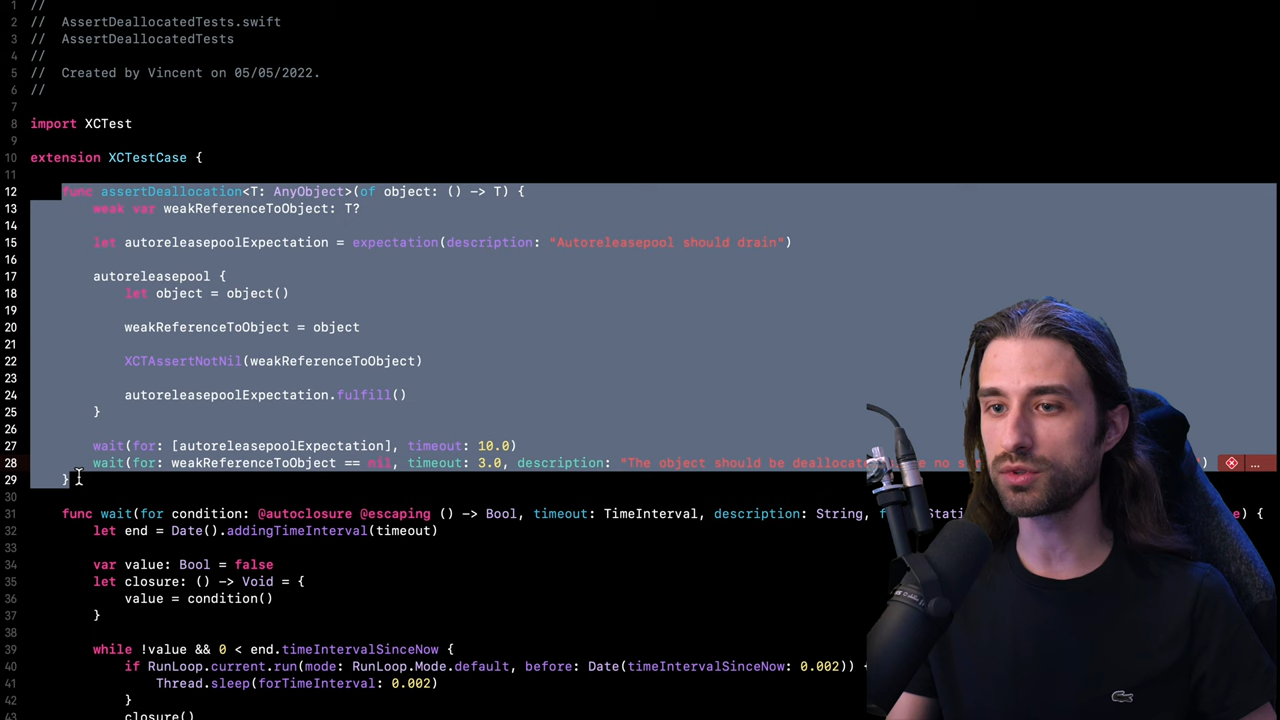 1 //
2 // AssertDeallocatedTests.swift
3 // AssertDeallocatedTests
4 //
5 // Created by Vincent on 05/05/2022.
6 //
7
8 import XCTest
9
10 extension XCTestCase {
11
12 func assertDeallocation<T: AnyObject>(of object: () -> T) {
13 weak var weakReferenceToObject: T?
14
15 let autoreleasepoolExpectation = expectation(description: "Autoreleasepool should drain")
16
17 autoreleasepool {
18 let object = object()
19
20 weakReferenceToObject = object
21
22 XCTAssertNotNil(weakReferenceToObject)
23
24 autoreleasepoolExpectation.fulfill()
25 }
26
27 wait(for: [autoreleasepoolExpectation], timeout: 10.0)
28 wait(for: weakReferenceToObject == nil, timeout: 3.0, description: "The object should be ) ...
29 }
30
31 func wait(for condition: @autoclosure @escaping () -> Bool, timeout: TimeInterval, description: String, ) {
32 let end = Date().addingTimeInterval(timeout)
33
34 var value: Bool = false
35 let closure: () -> Void = {
36 value = condition()
37 }
38
39 while !value && 0 < end.timeIntervalSinceNow {
40 if RunLoop.current.run(mode: RunLoop.Mode.default, before: Date(timeIntervalSinceNow: 0.002)) {
41 Thread.sleep(forTimeInterval: 0.002)
42 }
43 closure()